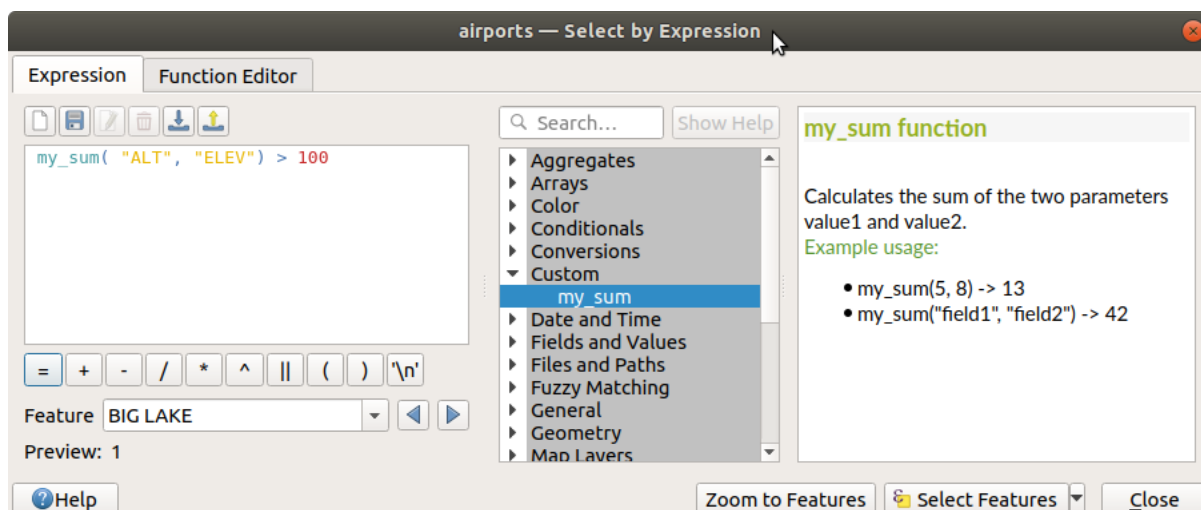 airports — Select by Expression
Expression
Function Editor
Search...
Show Help
my_sum( "ALT", "ELEV") > 100
= + - / * ^ || ( ) '\n'
Feature BIG LAKE
Preview: 1
Aggregates
Arrays
Color
Conditionals
Conversions
Custom
my_sum
Date and Time
Fields and Values
Files and Paths
Fuzzy Matching
General
Geometry
Map Layers
my_sum function
Calculates the sum of the two parameters
value1 and value2.
Example usage:
• my_sum(5, 8) -> 13
• my_sum("field1", "field2") -> 42
Help
Zoom to Features
Select Features
Close